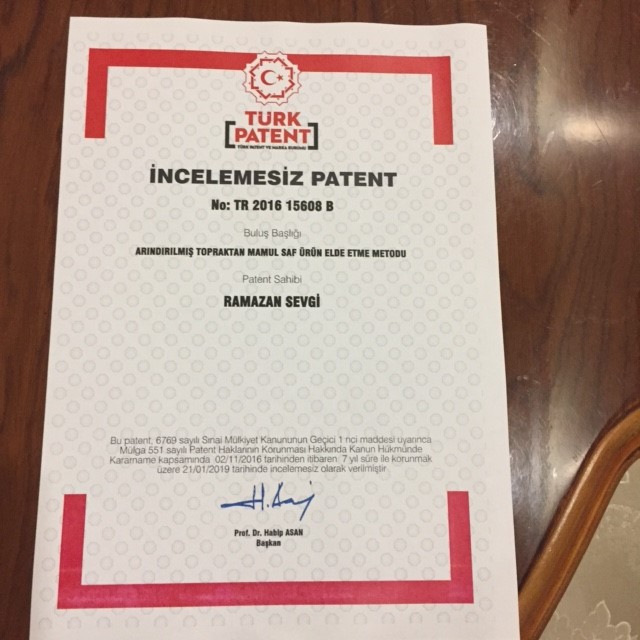 TÜRK
PATENT
TÜRK PATENT VE MARKA KURUMU
İNCELEMESİZ PATENT
No: TR 2016 15608 B
Buluş Başlığı
ARINDIRILMIŞ TOPRAKTAN MAMUL SAF ÜRÜN ELDE ETME METODU
Patent Sahibi
RAMAZAN SEVGİ
Bu patent, 6769 sayılı Sınai Mülkiyet Kanununun Geçici 1 nci maddesi uyarınca
Mülga 551 sayılı Patent Haklarının Korunması Hakkında Kanun Hükmünde
Kararname kapsamında 02/11/2016 tarihinden itibaren 7 yıl süre ile korunmak
üzere 21/01/2019 tarihinde incelemesiz olarak verilmiştir.
Prof. Dr. Habip ASAN
Başkan